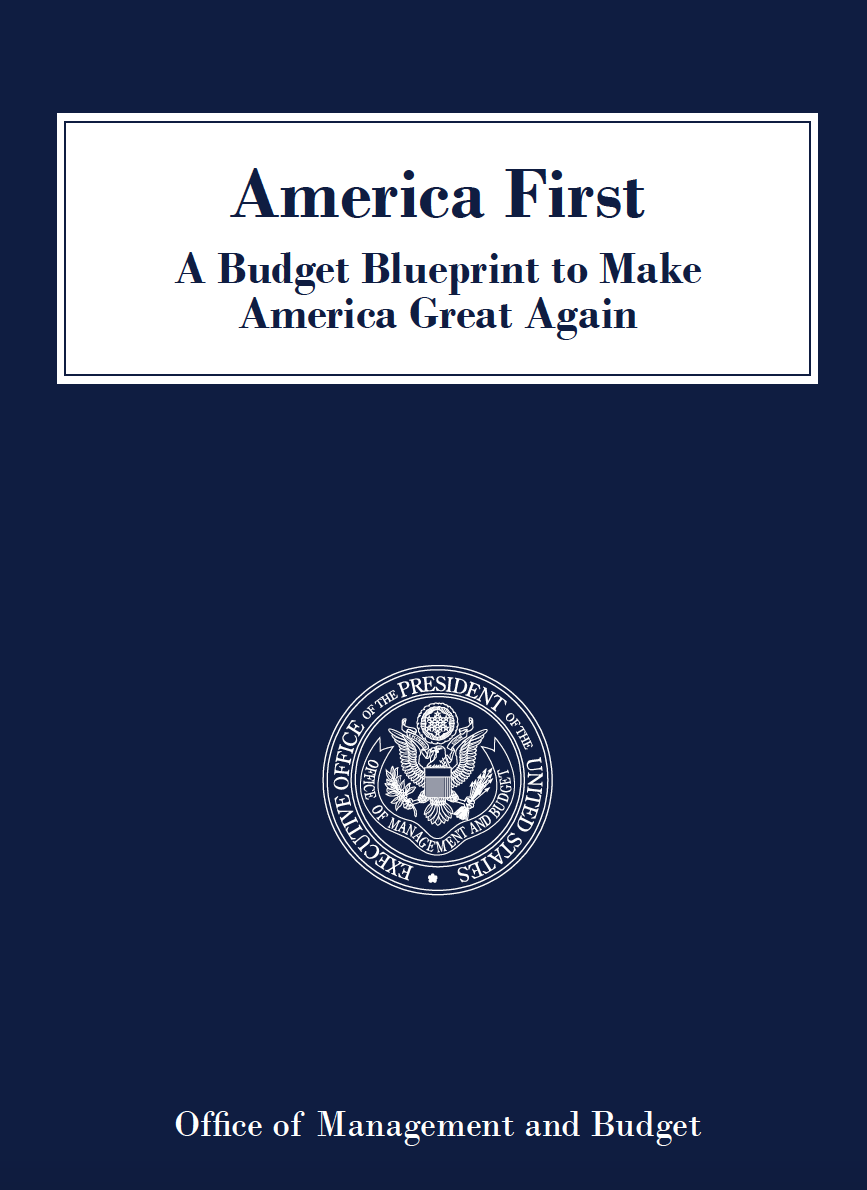 America First
A Budget Blueprint to Make
America Great Again
EXECUTIVE OFFICE OF THE PRESIDENT OF THE UNITED STATES
OFFICE OF MANAGEMENT AND BUDGET
Office of Management and Budget